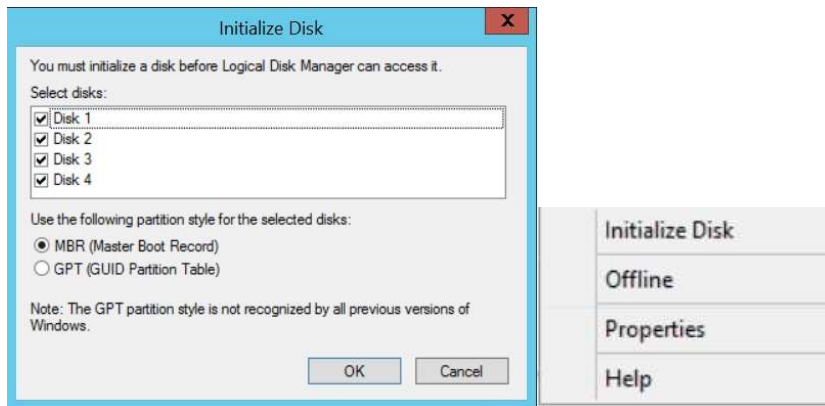 Initialize Disk
X
You must initialize a disk before Logical Disk Manager can access it.
Select disks:
Disk 1
Disk 2
Disk 3
Disk 4
Use the following partition style for the selected disks:
MBR (Master Boot Record)
GPT (GUID Partition Table)
Note: The GPT partition style is not recognized by all previous versions of
Windows.
OK Cancel
Initialize Disk
Offline
Properties
Help